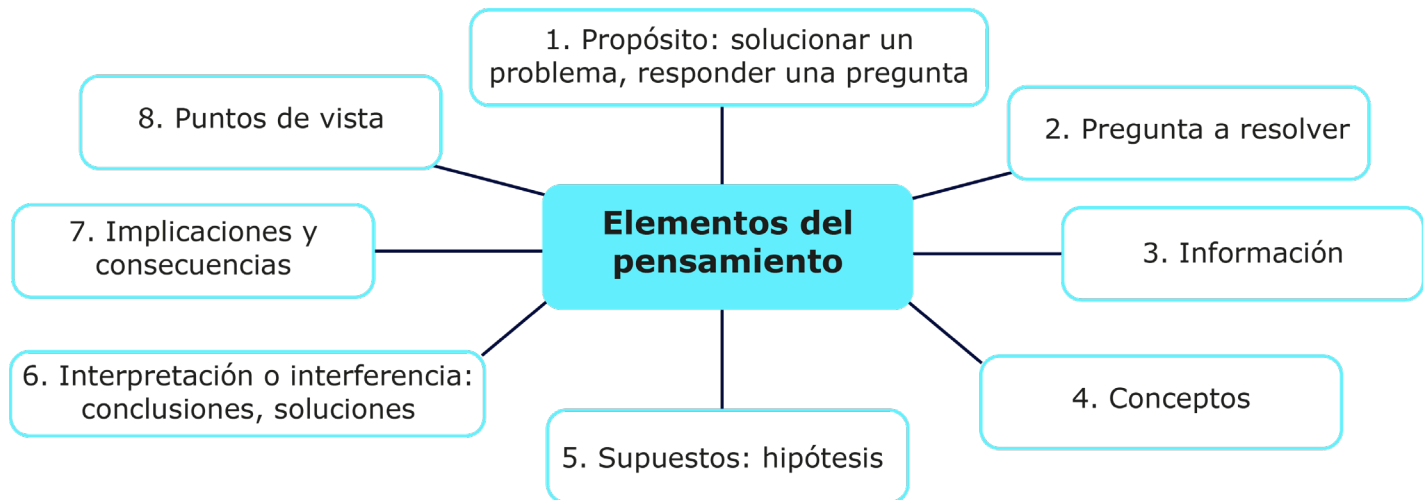 1. Propósito: solucionar un
problema, responder una pregunta
8. Puntos de vista
2. Pregunta a resolver
Elementos del
pensamiento
7. Implicaciones y
consecuencias
3. Información
6. Interpretación o interferencia:
conclusiones, soluciones
4. Conceptos
5. Supuestos: hipótesis